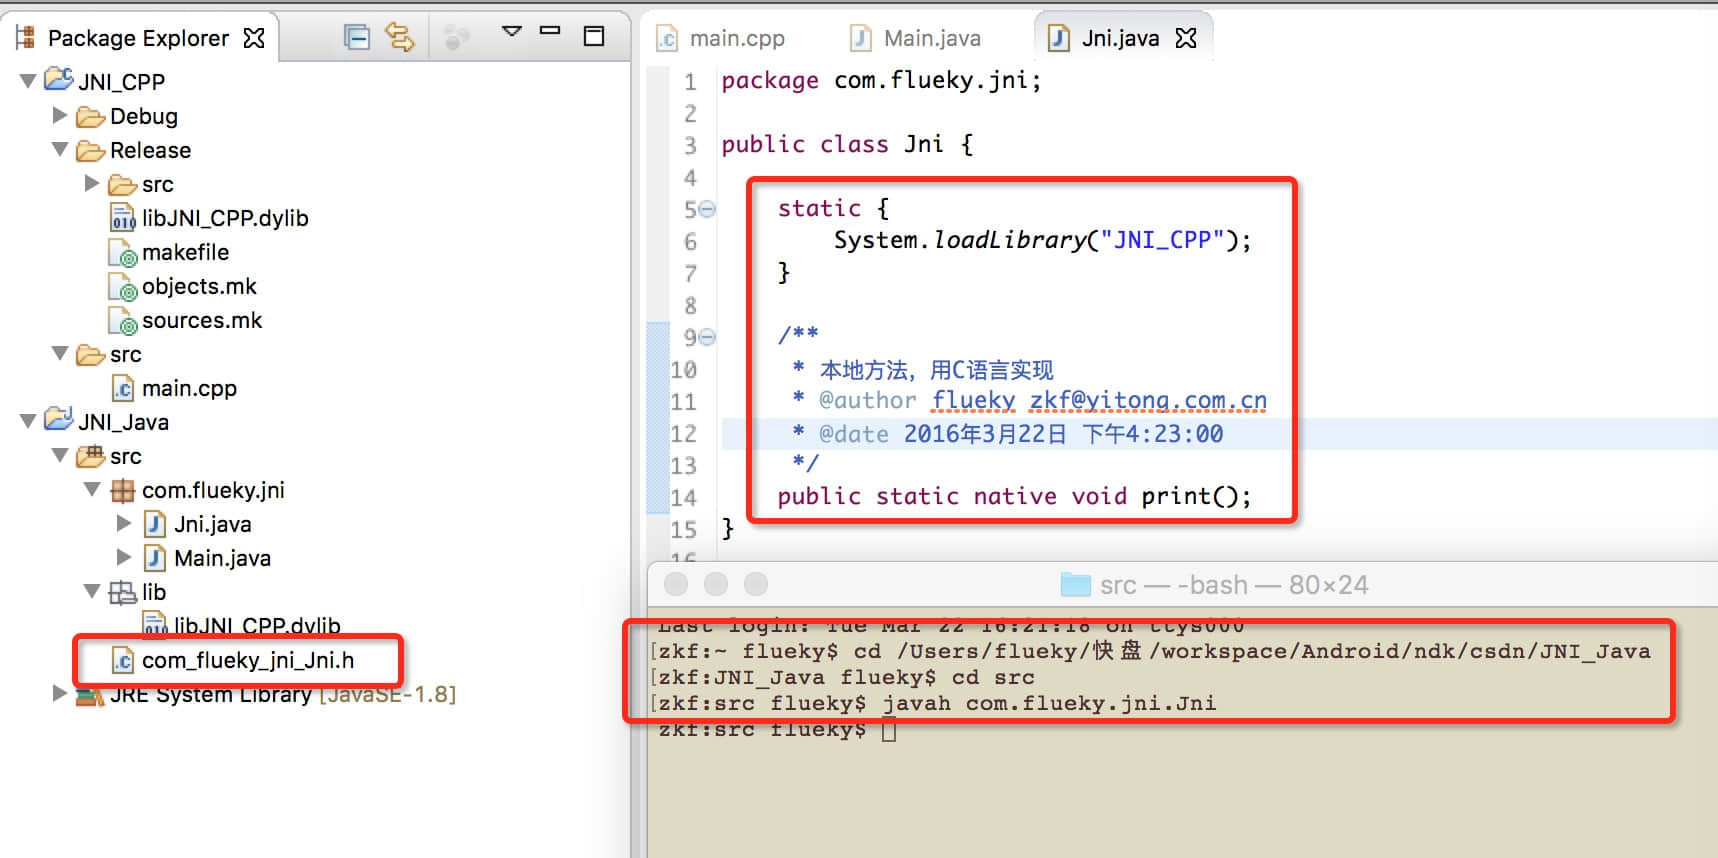 Package Explorer
JNI_CPP
Debug
Release
src
libJNI_CPP.dylib
makefile
objects.mk
sources.mk
src
main.cpp
JNI_Java
src
com.flueky.jni
Jni.java
Main.java
lib
libJNI_CPP.dylib
com_flueky_jni_Jni.h
JRE System Library [JavaSE-1.8]
main.cpp
Main.java
Jni.java
1 package com.flueky.jni;
2
3 public class Jni {
4
5 static {
6 System.loadLibrary("JNI_CPP");
7 }
8
9 /**
10 * 本地方法，用C语言实现
11 * @author flueky zkf@yitong.com.cn
12 * @date 2016年3月22日 下午4:23:00
13 */
14 public static native void print();
15 }
16
src — -bash — 80×24
Last login: Tue Mar 22 16:21:18 on ttys000
[zkf:~ flueky$ cd /Users/flueky/快盘/workspace/Android/ndk/csdn/JNI_Java
[zkf:JNI_Java flueky$ cd src
[zkf:src flueky$ javah com.flueky.jni.Jni
zkf:src flueky$